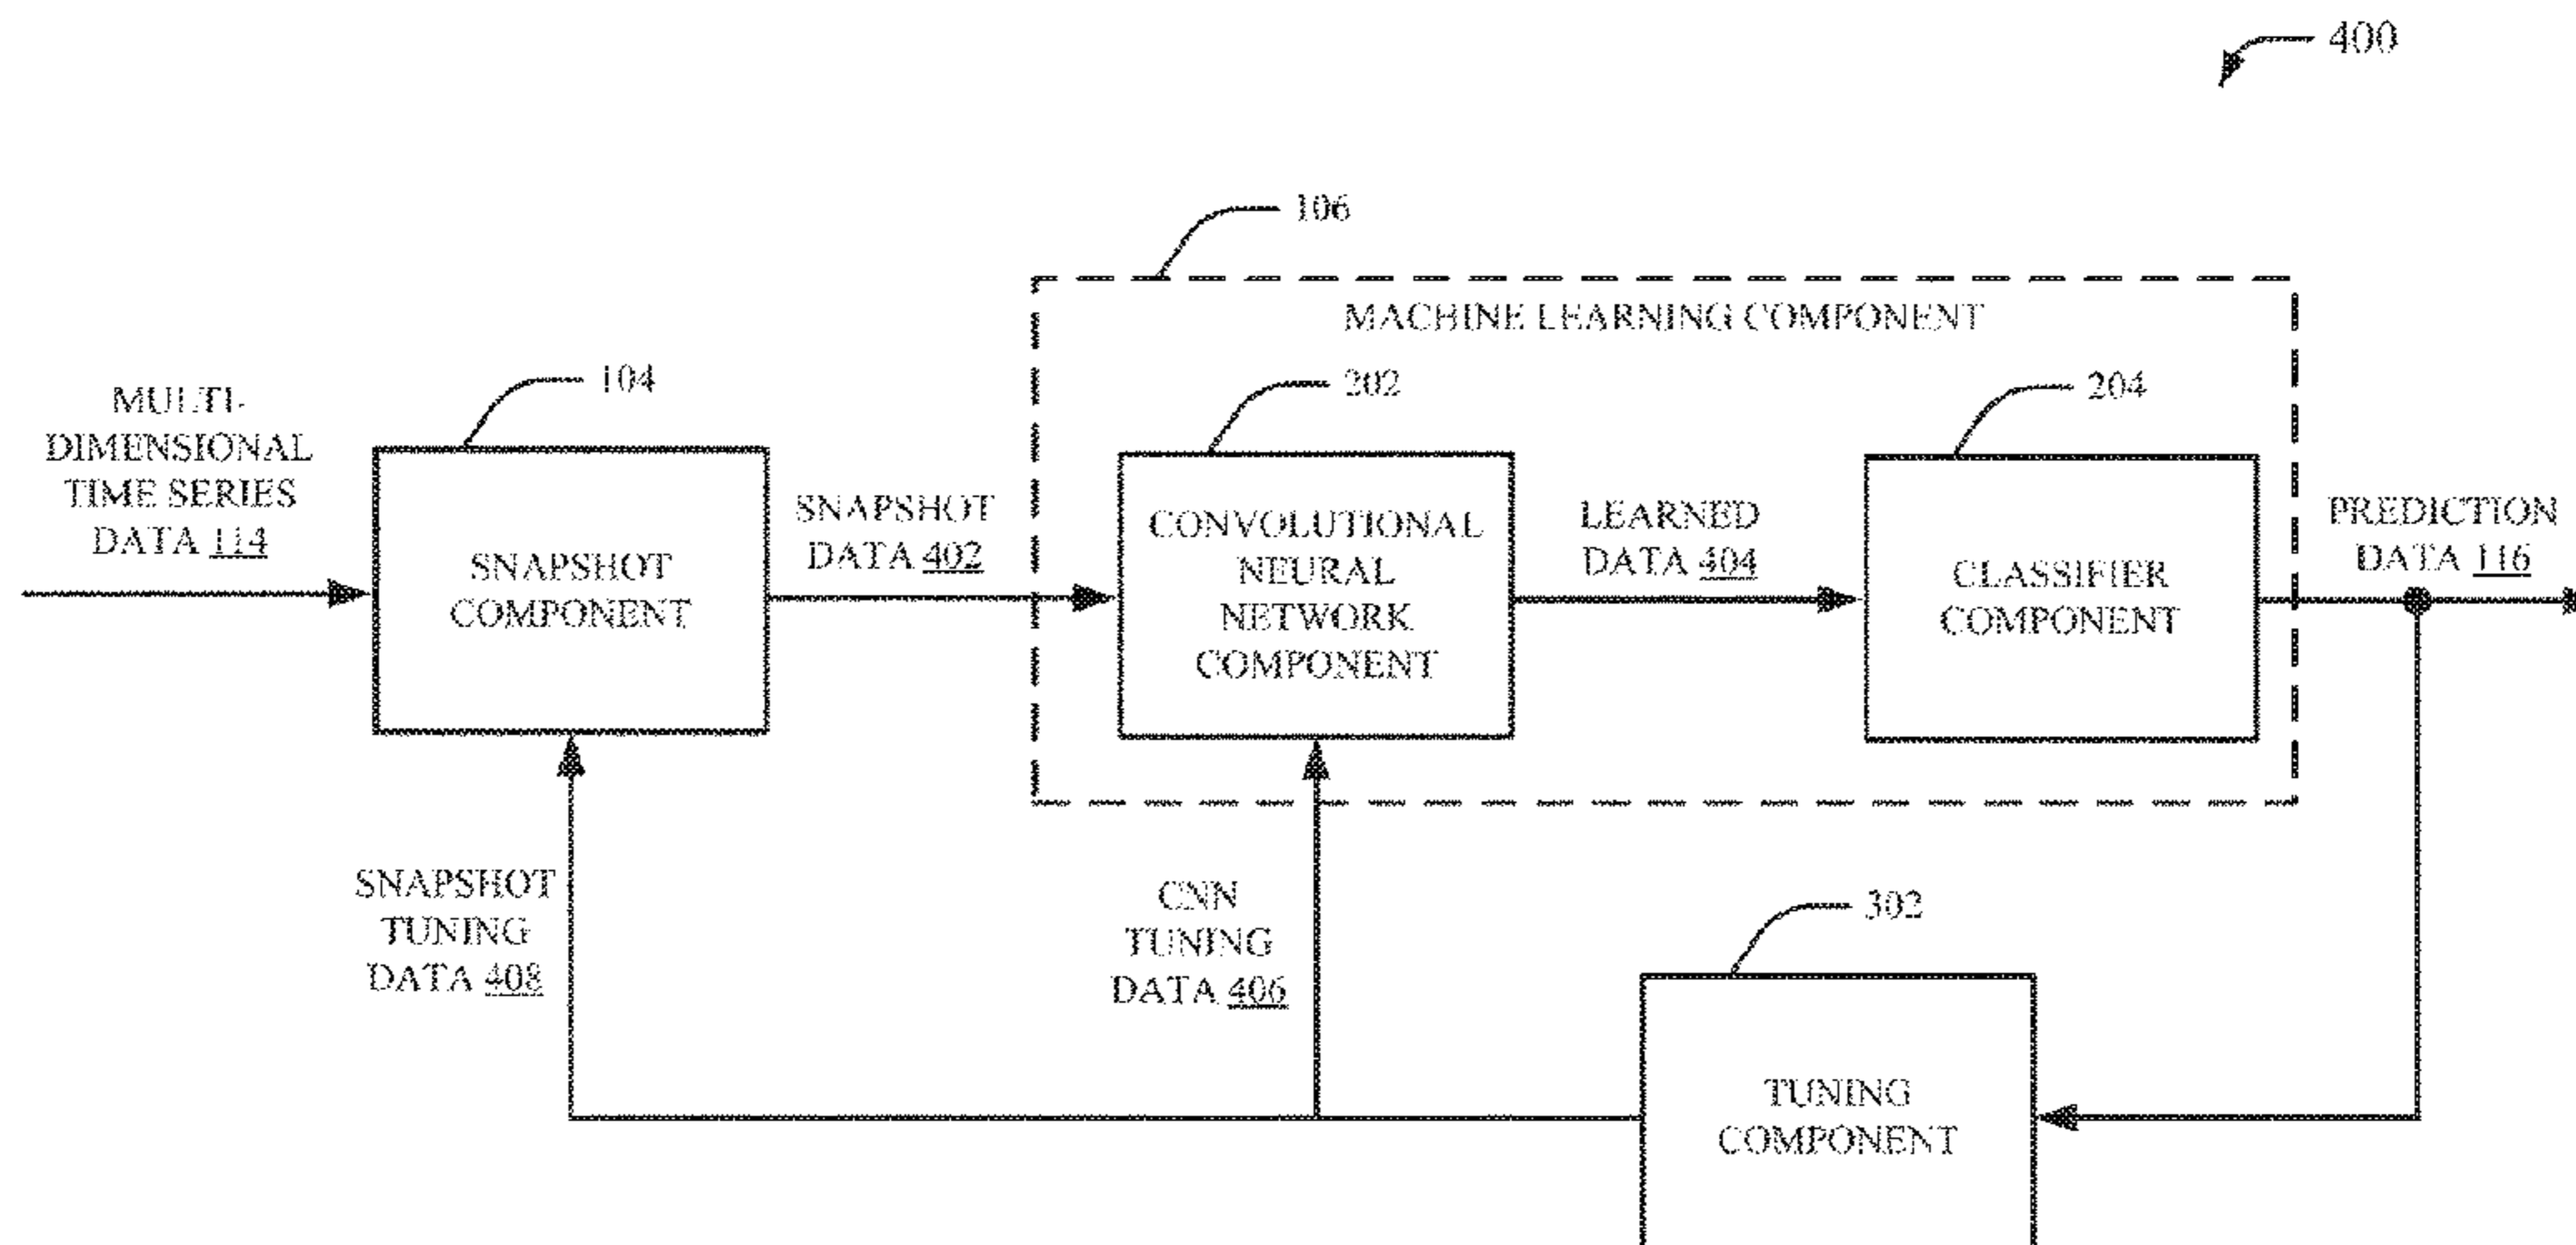 400
106
MACHINE LEARNING COMPONENT
104
202
204
MULTI-
DIMENSIONAL
TIME SERIES
DATA 114
SNAPSHOT
COMPONENT
SNAPSHOT
DATA 402
CONVOLUTIONAL
NEURAL
NETWORK
COMPONENT
LEARNED
DATA 404
CLASSIFIER
COMPONENT
PREDICTION
DATA 116
SNAPSHOT
TUNING
DATA 408
CNN
TUNING
DATA 406
302
TUNING
COMPONENT